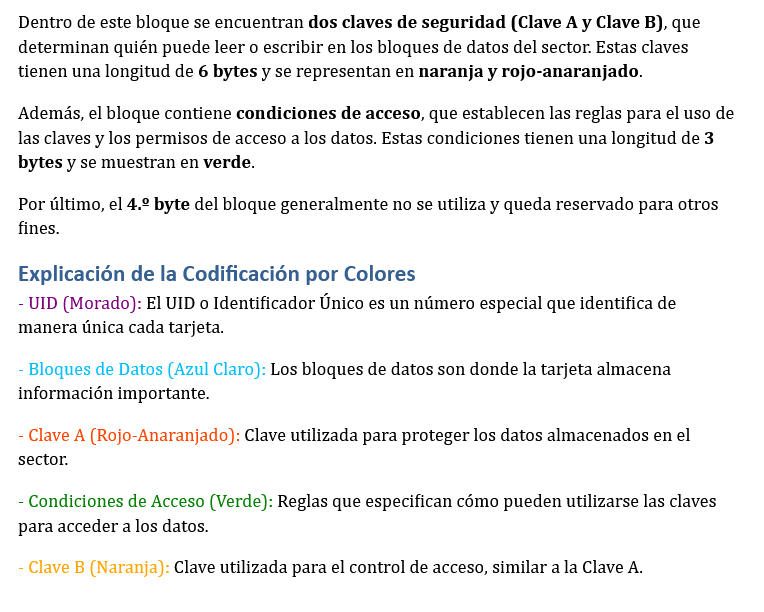 Dentro de este bloque se encuentran dos claves de seguridad (Clave A y Clave B), que
determinan quién puede leer o escribir en los bloques de datos del sector. Estas claves
tienen una longitud de 6 bytes y se representan en naranja y rojo-anaranjado.
Además, el bloque contiene condiciones de acceso, que establecen las reglas para el uso de
las claves y los permisos de acceso a los datos. Estas condiciones tienen una longitud de 3
bytes y se muestran en verde.
Por último, el 4.º byte del bloque generalmente no se utiliza y queda reservado para otros
fines.
Explicación de la Codificación por Colores
- UID (Morado): El UID o Identificador Único es un número especial que identifica de
manera única cada tarjeta.
- Bloques de Datos (Azul Claro): Los bloques de datos son donde la tarjeta almacena
información importante.
- Clave A (Rojo-Anaranjado): Clave utilizada para proteger los datos almacenados en el
sector.
- Condiciones de Acceso (Verde): Reglas que especifican cómo pueden utilizarse las claves
para acceder a los datos.
- Clave B (Naranja): Clave utilizada para el control de acceso, similar a la Clave A.